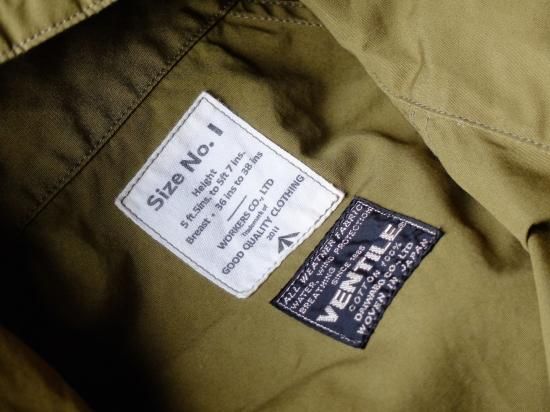 Size No. 1
Height
5 ft.5ins, to 5ft 7 ins.
Breast . 36 ins to 38 ins
WORKERS CO., LTD
Trademark of
GOOD QUALITY CLOTHING
2011
ALL WEATHER FABRIC
WATER, WIND PROTECTION
BREATHING SINCE
VENTILE
COTTON 100%
DAIWABO CO., LTD.
WOVEN IN JAPAN